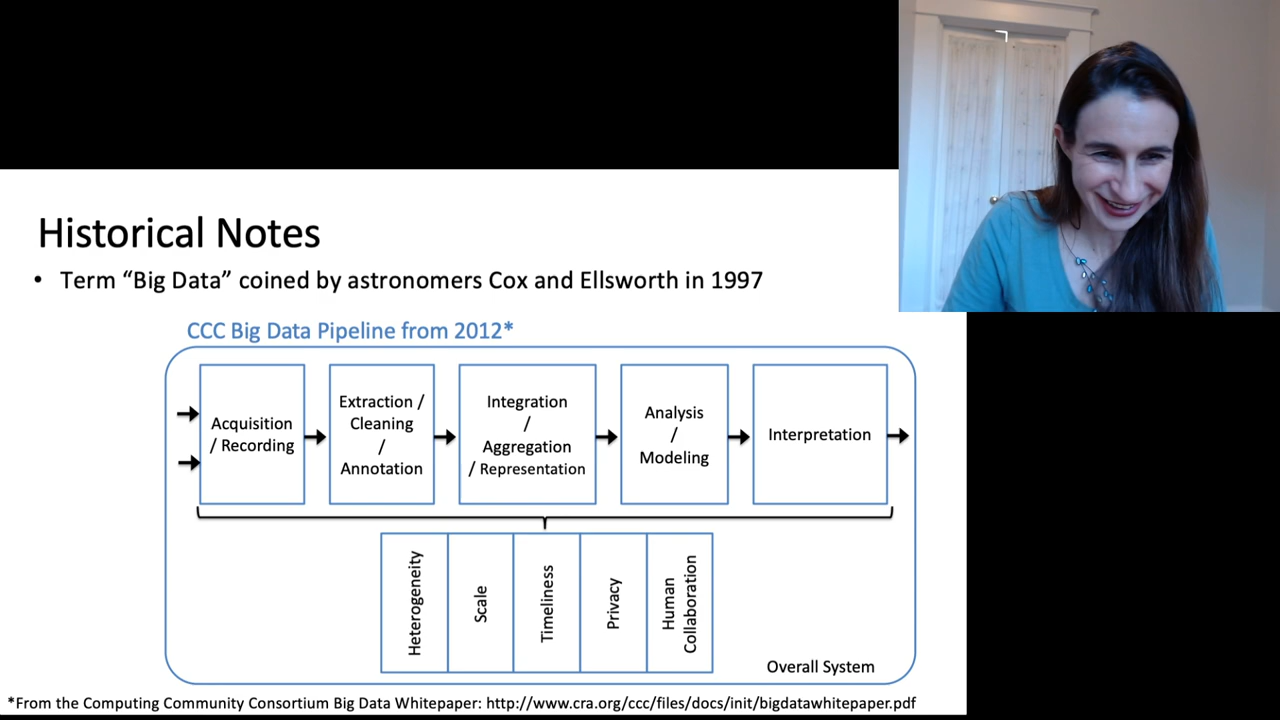 Historical Notes
• Term “Big Data” coined by astronomers Cox and Ellsworth in 1997
CCC Big Data Pipeline from 2012*
Acquisition
/ Recording
Extraction /
Cleaning
/
Annotation
Integration
/
Aggregation
/ Representation
Analysis
/
Modeling
Interpretation
Heterogeneity
Scale
Timeliness
Privacy
Human
Collaboration
Overall System
*From the Computing Community Consortium Big Data Whitepaper: http://www.cra.org/ccc/files/docs/init/bigdatawhitepaper.pdf